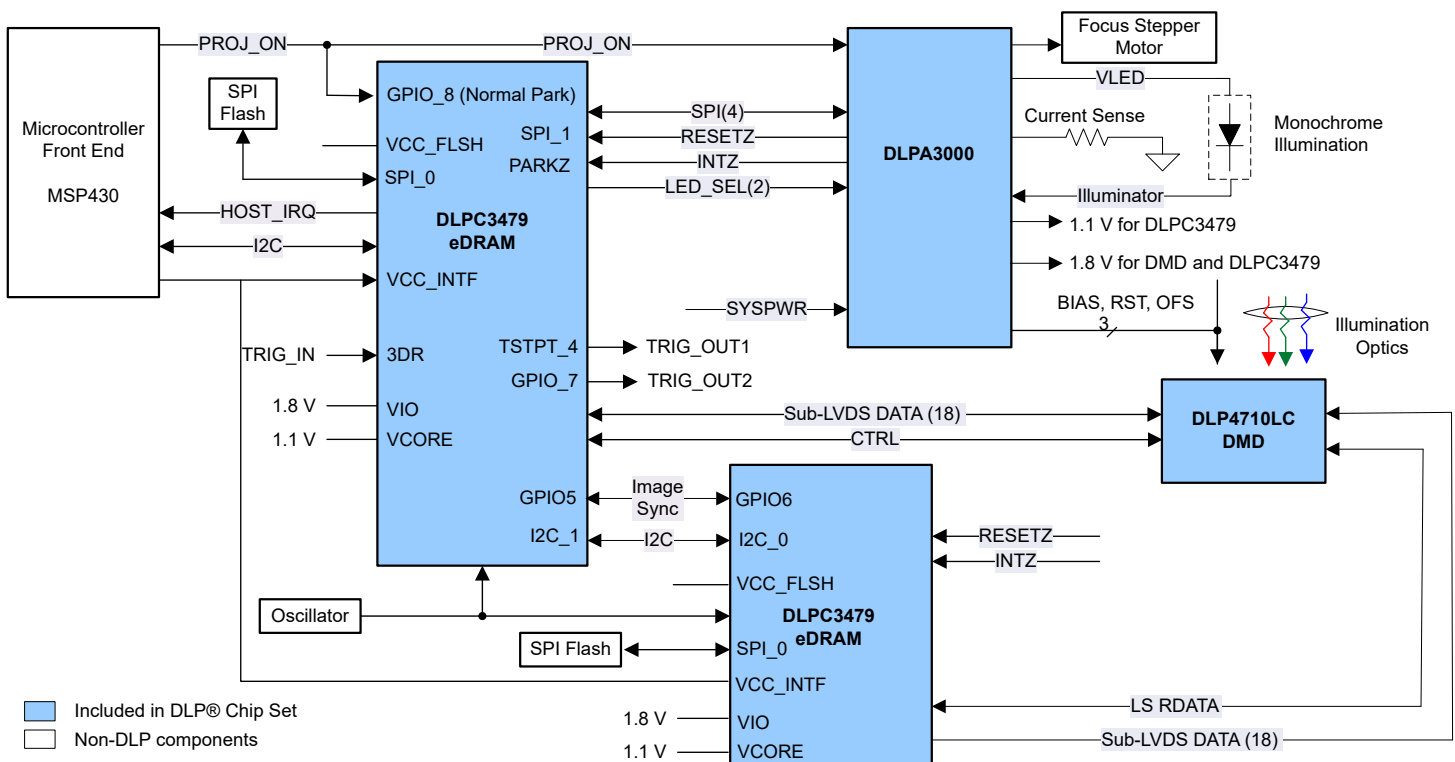 PROJ_ON
PROJ_ON
Focus Stepper
Motor
VLED
SPI
Flash
GPIO_8 (Normal Park)
SPI(4)
Current Sense
Microcontroller
Front End
MSP430
SPI_1
RESETZ
Monochrome
Illumination
VCC_FLSH
DLPA3000
PARKZ
INTZ
SPI_0
LED_SEL(2)
Illuminator
HOST_IRQ
DLPC3479
eDRAM
1.1 V for DLPC3479
I2C
1.8 V for DMD and DLPC3479
VCC_INTF
BIAS, RST, OFS
3
SYSPWR
Illumination
Optics
TRIG_IN
3DR
TSTPT_4
TRIG_OUT1
GPIO_7
TRIG_OUT2
1.8 V
VIO
Sub-LVDS DATA (18)
DLP4710LC
DMD
1.1 V
VCORE
CTRL
GPIO5
Image
Sync
GPIO6
I2C_1
I2C
I2C_0
RESETZ
INTZ
VCC_FLSH
Oscillator
DLPC3479
eDRAM
SPI Flash
SPI_0
VCC_INTF
Included in DLP® Chip Set
LS RDATA
1.8 V
VIO
Non-DLP components
Sub-LVDS DATA (18)
1.1 V
VCORE